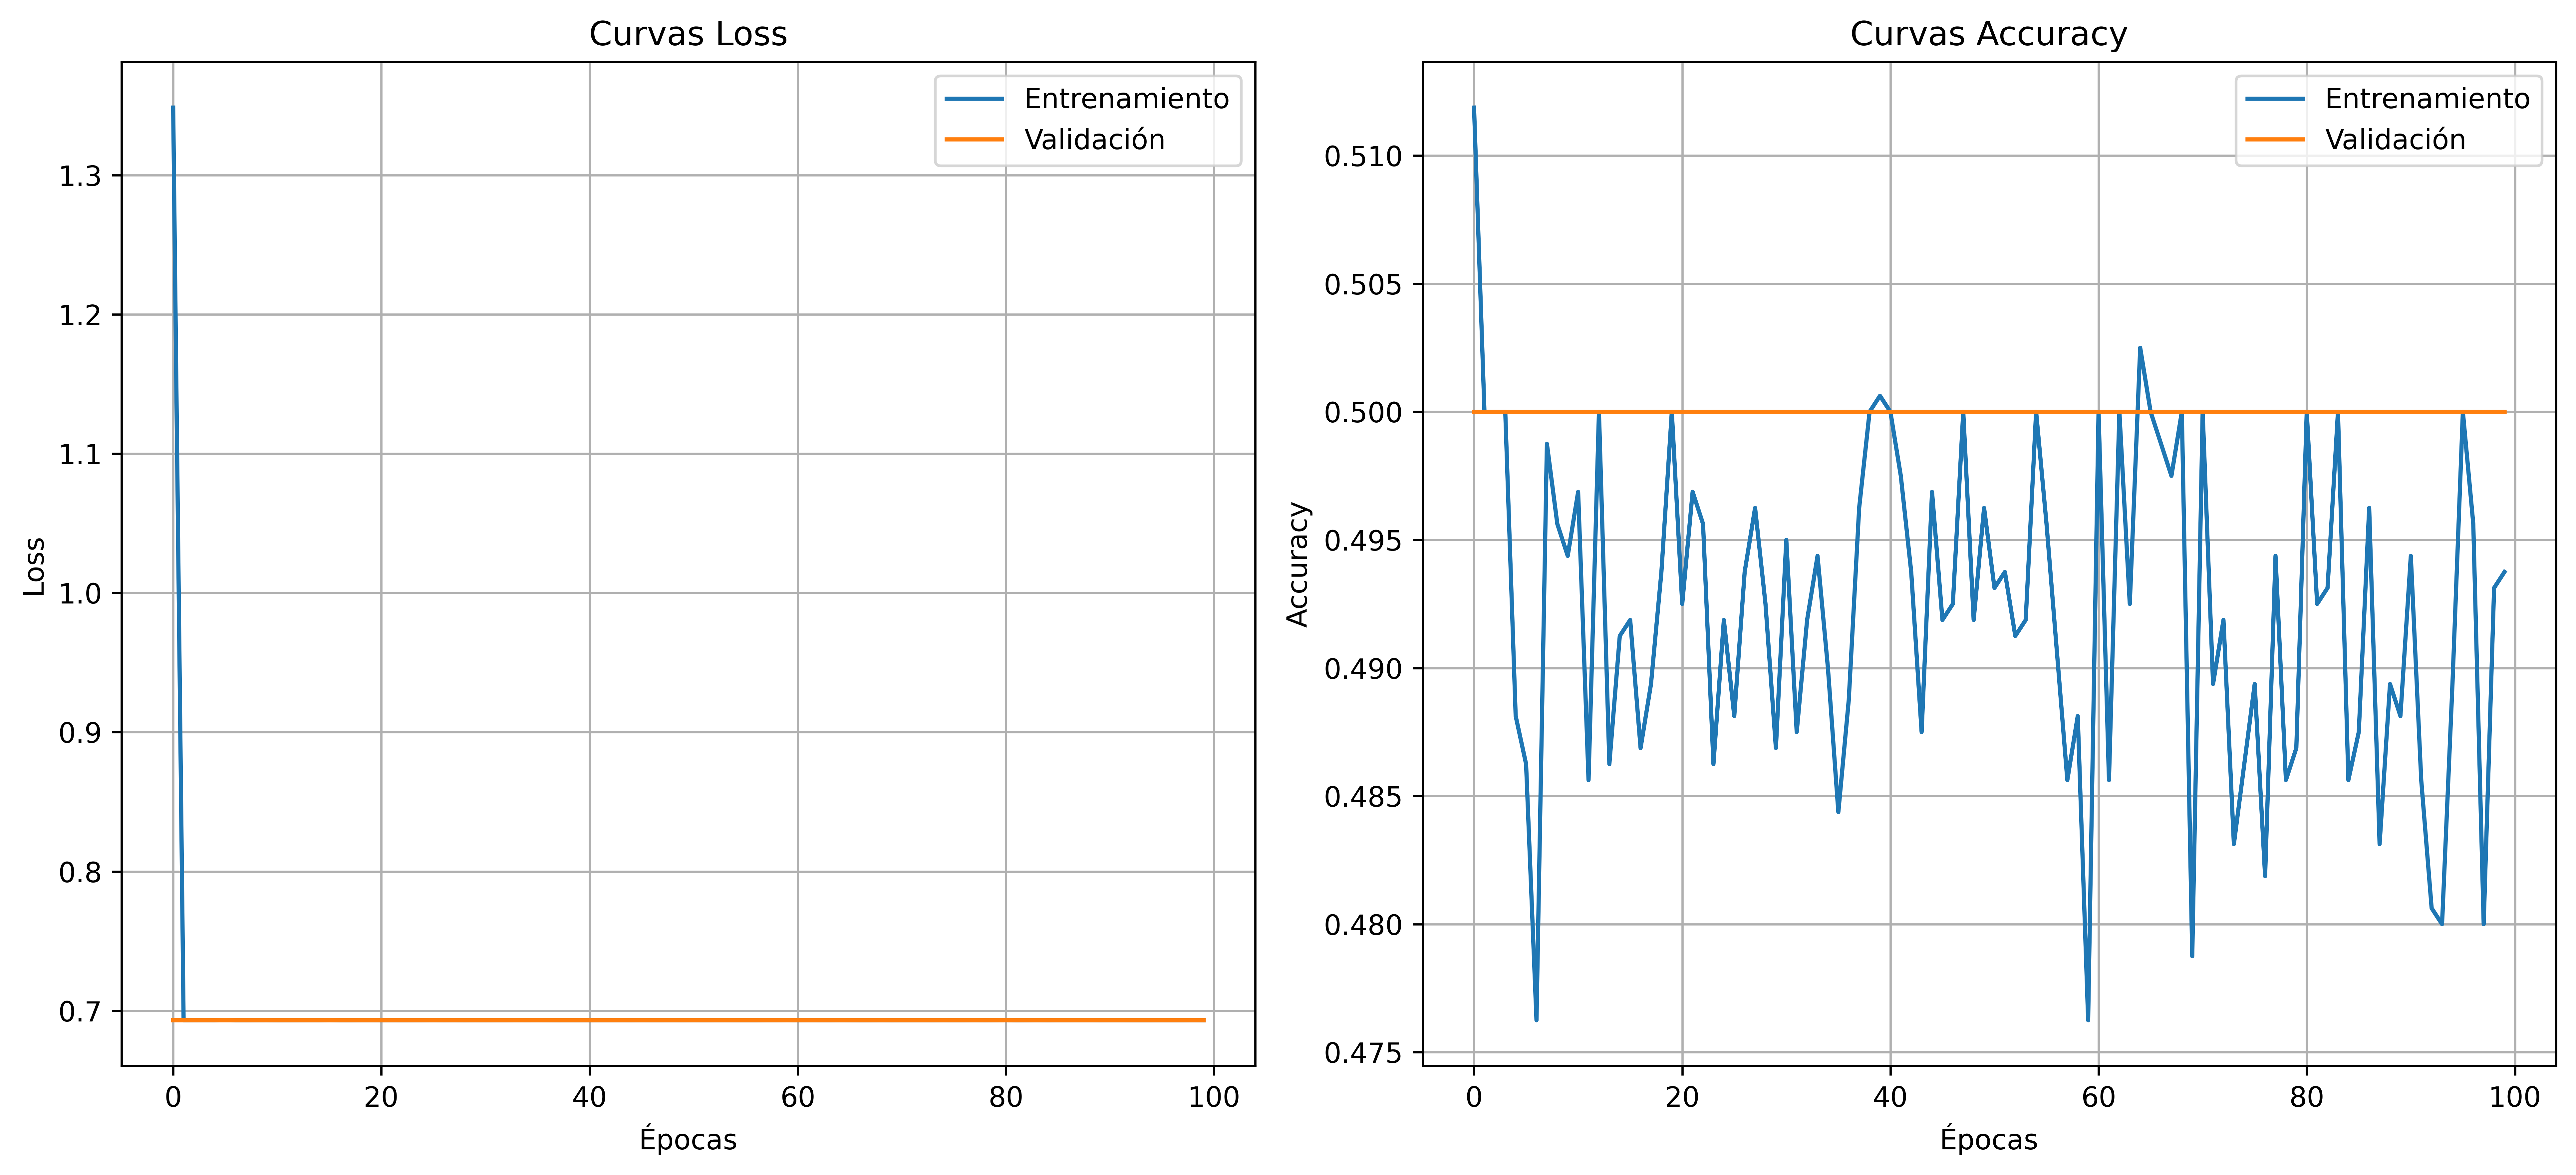 Curvas Loss
Entrenamiento
Validación
1.3
1.2
1.1
1.0
0.9
0.8
0.7
Loss
0 20 40 60 80 100
Épocas
Curvas Accuracy
Entrenamiento
Validación
0.510
0.505
0.500
0.495
0.490
0.485
0.480
0.475
Accuracy
0 20 40 60 80 100
Épocas